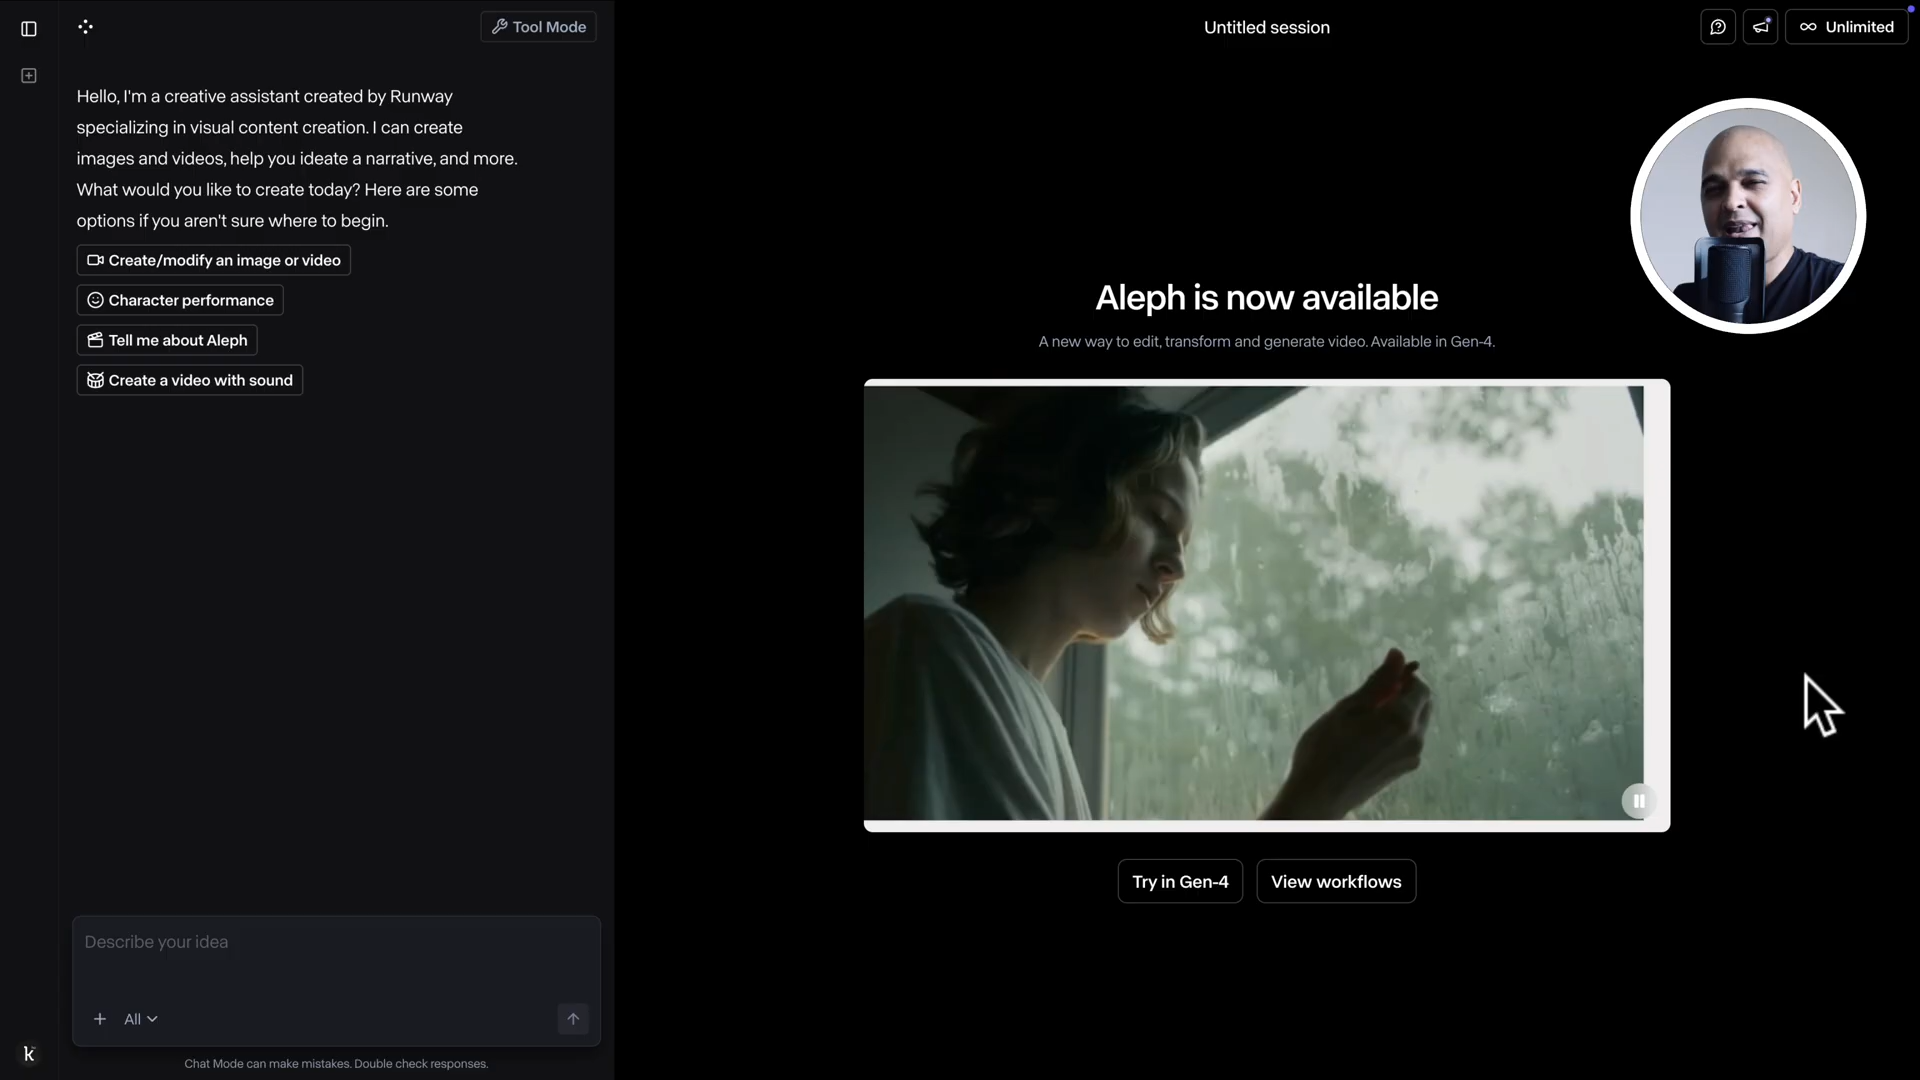 Tool Mode
Untitled session
Unlimited
Hello, I'm a creative assistant created by Runway
specializing in visual content creation. I can create
images and videos, help you ideate a narrative, and more.
What would you like to create today? Here are some
options if you aren't sure where to begin.
Create/modify an image or video
Character performance
Tell me about Aleph
Create a video with sound
Aleph is now available
A new way to edit, transform and generate video. Available in Gen-4.
Try in Gen-4
View workflows
Describe your idea
All
k
Chat Mode can make mistakes. Double check responses.